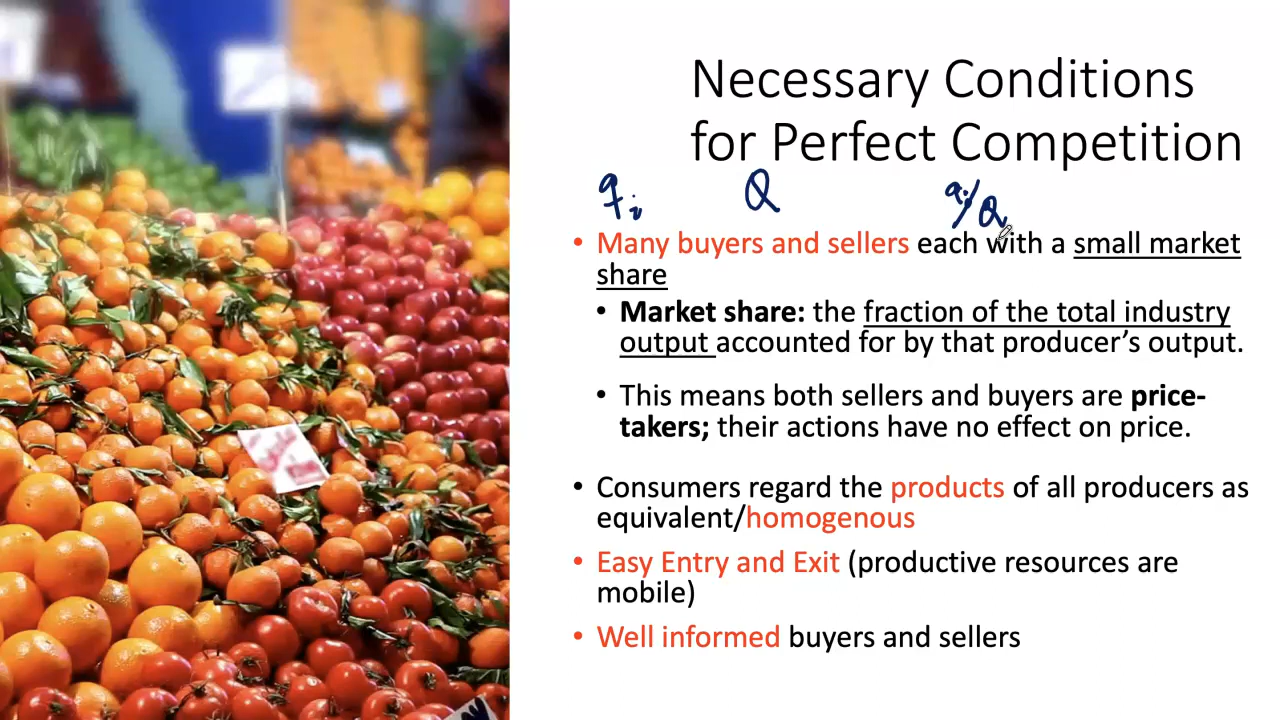 Necessary Conditions
for Perfect Competition
qi Q qi/Q
• Many buyers and sellers each with a small market
share
• Market share: the fraction of the total industry
output accounted for by that producer’s output.
• This means both sellers and buyers are price-
takers; their actions have no effect on price.
• Consumers regard the products of all producers as
equivalent/homogenous
• Easy Entry and Exit (productive resources are
mobile)
• Well informed buyers and sellers